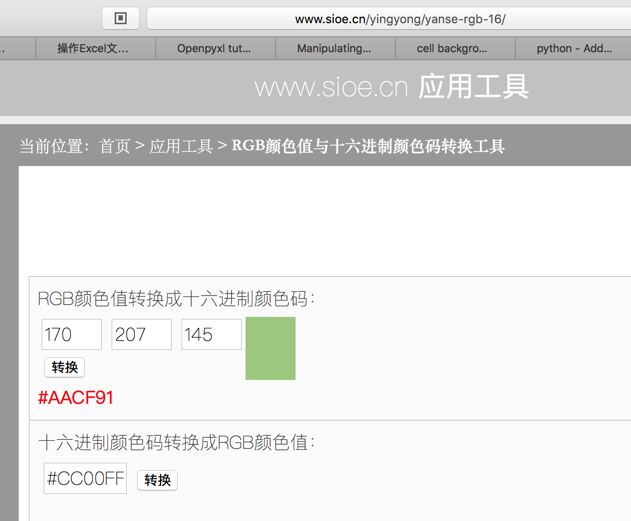 www.sioe.cn/yingyong/yanse-rgb-16/
操作Excel文... Openpyxl tut... Manipulating... cell backgro... python - Add...
www.sioe.cn 应用工具
当前位置：首页 > 应用工具 > RGB颜色值与十六进制颜色码转换工具
RGB颜色值转换成十六进制颜色码：
170 207 145
转换
#AACF91
十六进制颜色码转换成RGB颜色值：
#CC00FF 转换